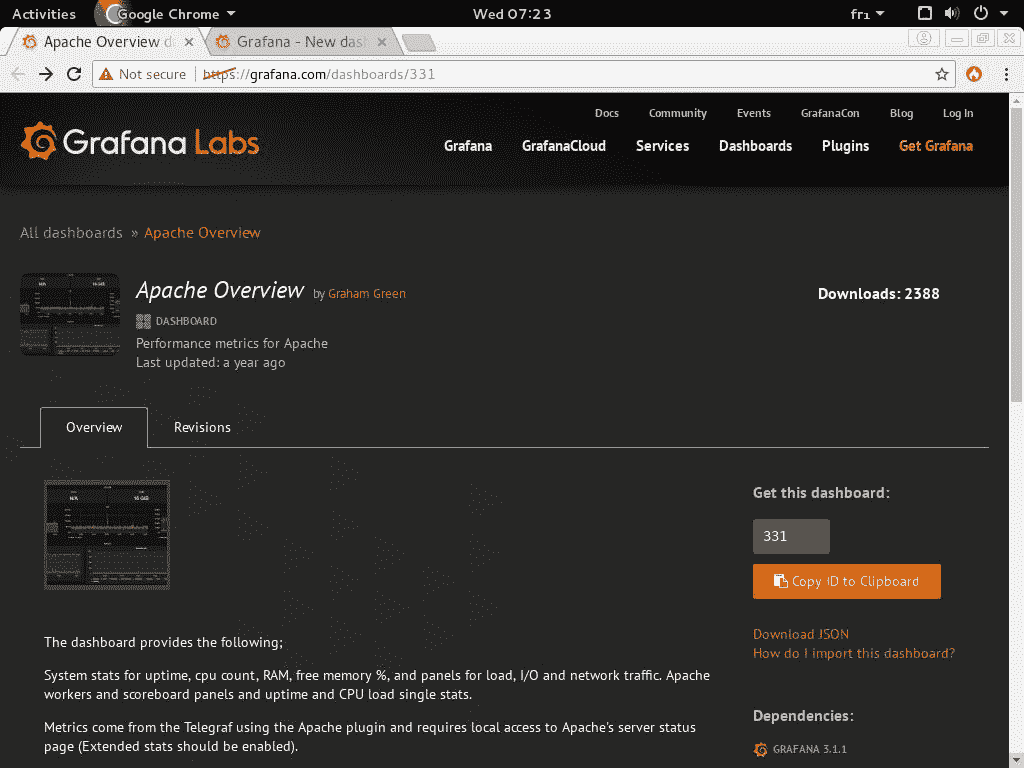 Activities Google Chrome Wed 07:23 fr1
Apache Overview d Grafana - New dash
Not secure https://grafana.com/dashboards/331
Docs Community Events GrafanaCon Blog Log In
Grafana Labs
Grafana GrafanaCloud Services Dashboards Plugins Get Grafana
All dashboards » Apache Overview
Apache Overview by Graham Green
Downloads: 2388
DASHBOARD
Performance metrics for Apache
Last updated: a year ago
Overview Revisions
Get this dashboard:
331
Copy ID to Clipboard
The dashboard provides the following;
Download JSON
How do I import this dashboard?
System stats for uptime, cpu count, RAM, free memory %, and panels for load, I/O and network traffic. Apache
workers and scoreboard panels and uptime and CPU load single stats.
Dependencies:
Metrics come from the Telegraf using the Apache plugin and requires local access to Apache's server status
page (Extended stats should be enabled).
GRAFANA 3.1.1